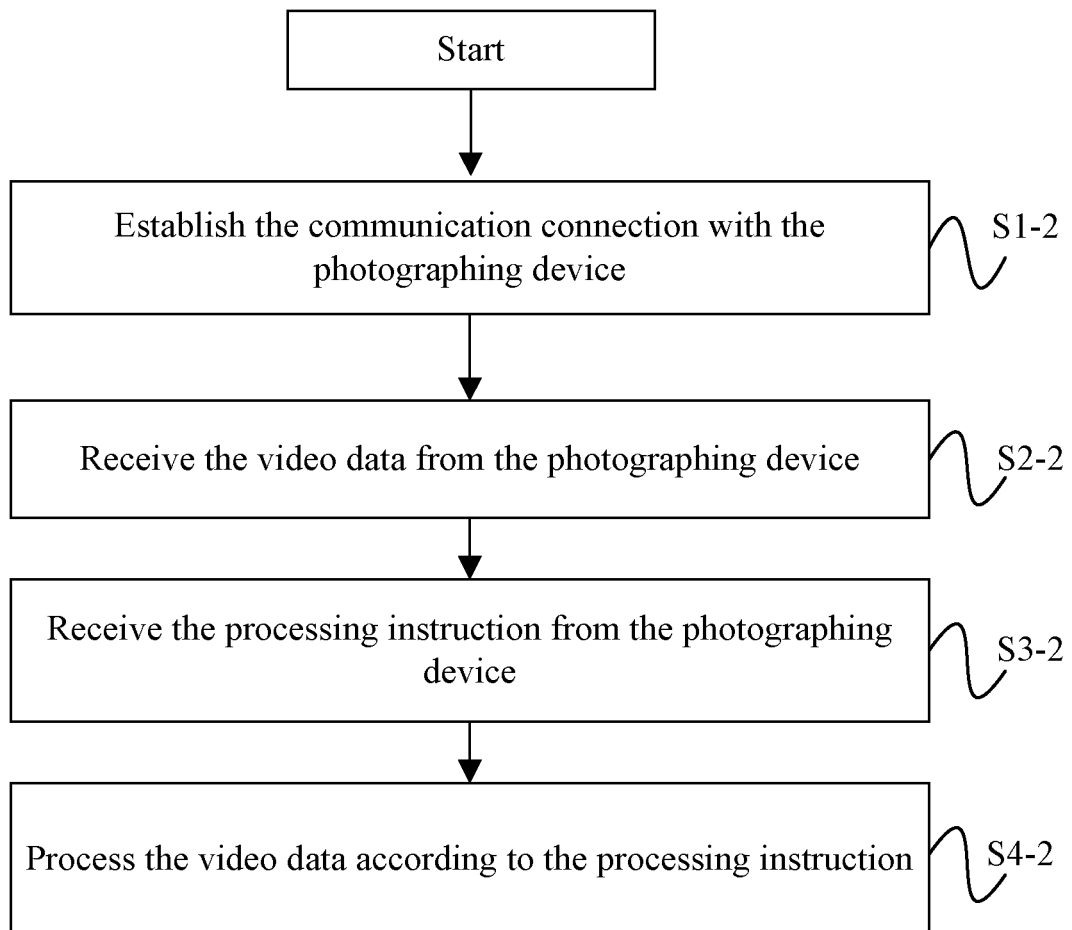 Start
Establish the communication connection with the
photographing device
S1-2
Receive the video data from the photographing device
S2-2
Receive the processing instruction from the photographing
device
S3-2
Process the video data according to the processing instruction
S4-2